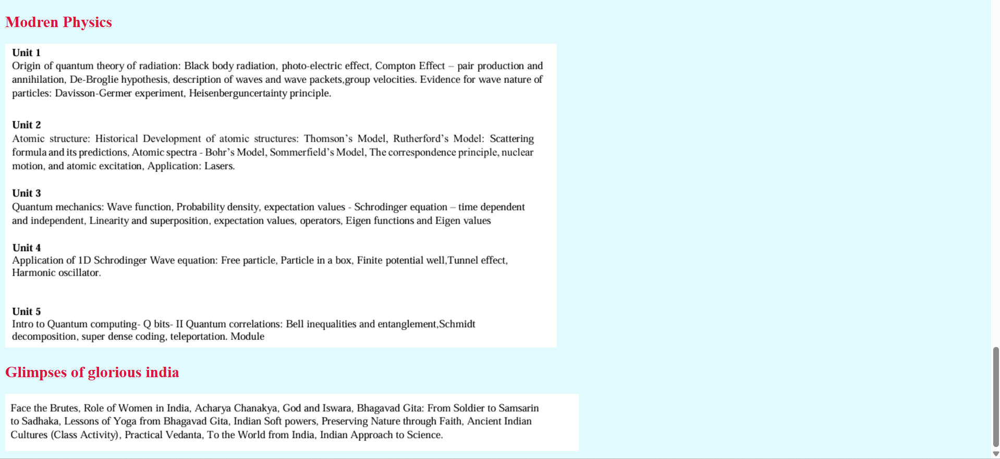 Modren Physics
Unit 1
Origin of quantum theory of radiation: Black body radiation, photo-electric effect, Compton Effect – pair production and
annihilation, De-Broglie hypothesis, description of waves and wave packets,group velocities. Evidence for wave nature of
particles: Davisson-Germer experiment, Heisenberguncertainty principle.
Unit 2
Atomic structure: Historical Development of atomic structures: Thomson’s Model, Rutherford’s Model: Scattering
formula and its predictions, Atomic spectra - Bohr’s Model, Sommerfield’s Model, The correspondence principle, nuclear
motion, and atomic excitation, Application: Lasers.
Unit 3
Quantum mechanics: Wave function, Probability density, expectation values - Schrodinger equation – time dependent
and independent, Linearity and superposition, expectation values, operators, Eigen functions and Eigen values
Unit 4
Application of 1D Schrodinger Wave equation: Free particle, Particle in a box, Finite potential well,Tunnel effect,
Harmonic oscillator.
Unit 5
Intro to Quantum computing- Q bits- II Quantum correlations: Bell inequalities and entanglement,Schmidt
decomposition, super dense coding, teleportation. Module
Glimpses of glorious india
Face the Brutes, Role of Women in India, Acharya Chanakya, God and Iswara, Bhagavad Gita: From Soldier to Samsarin
to Sadhaka, Lessons of Yoga from Bhagavad Gita, Indian Soft powers, Preserving Nature through Faith, Ancient Indian
Cultures (Class Activity), Practical Vedanta, To the World from India, Indian Approach to Science.